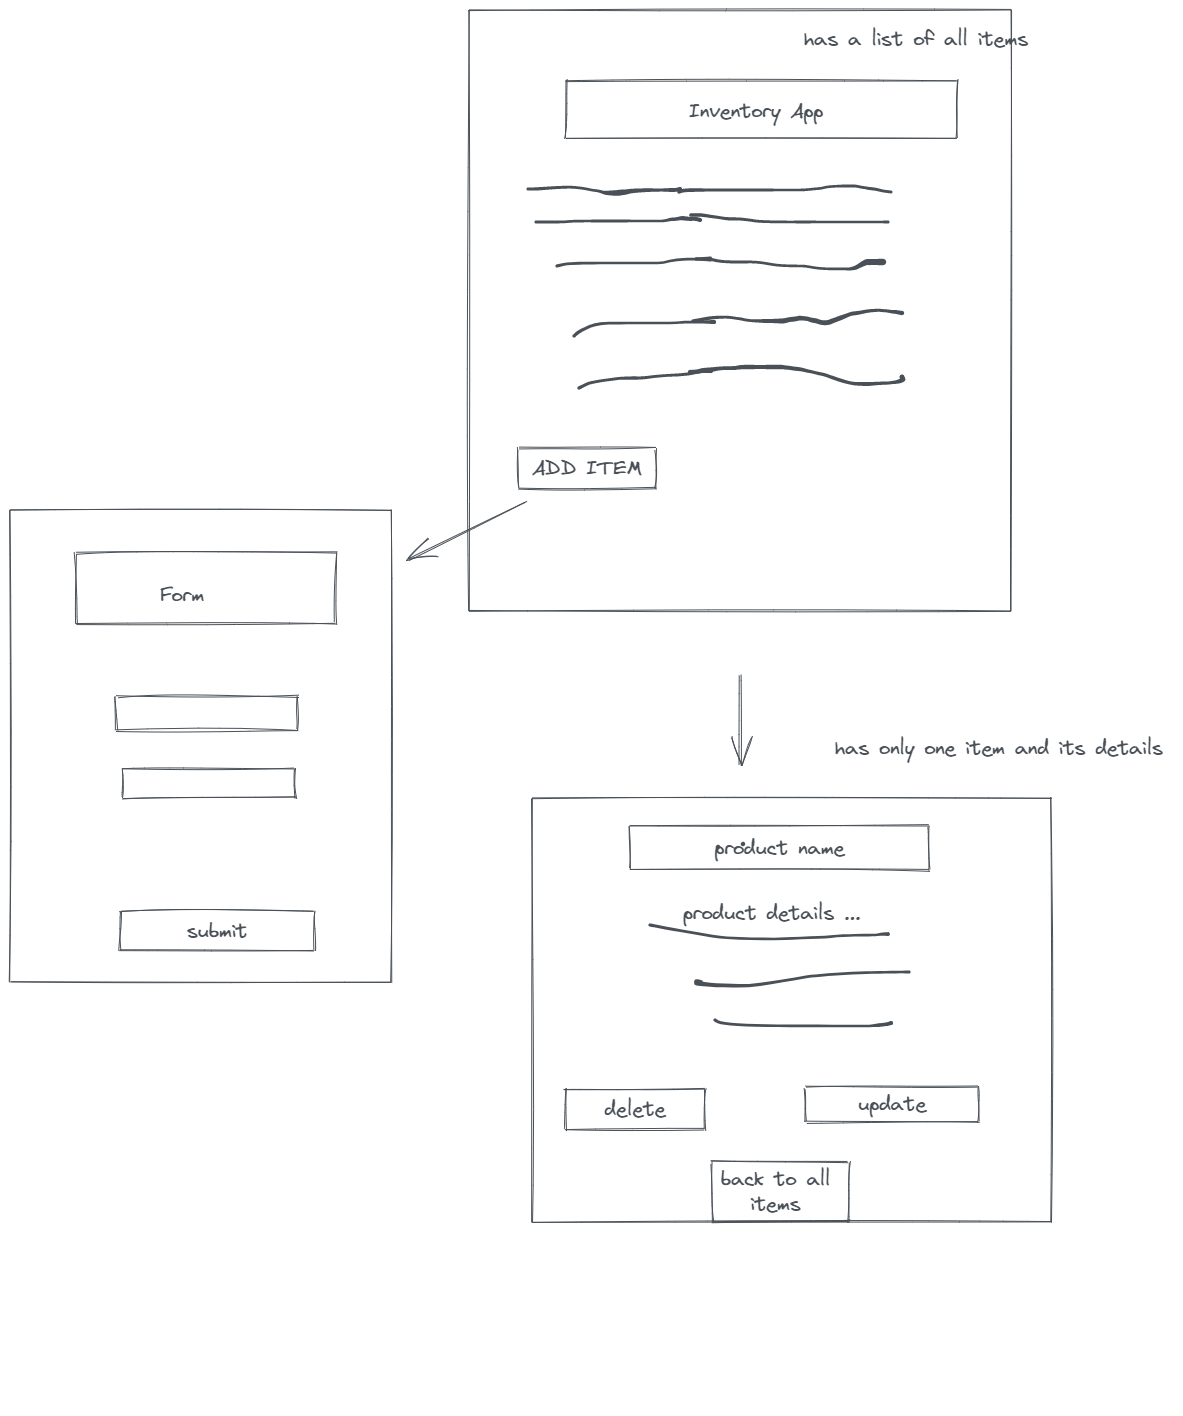 has a list of all items
Inventory App
ADD ITEM
Form
submit
has only one item and its details
product name
product details ...
delete
update
back to all
items